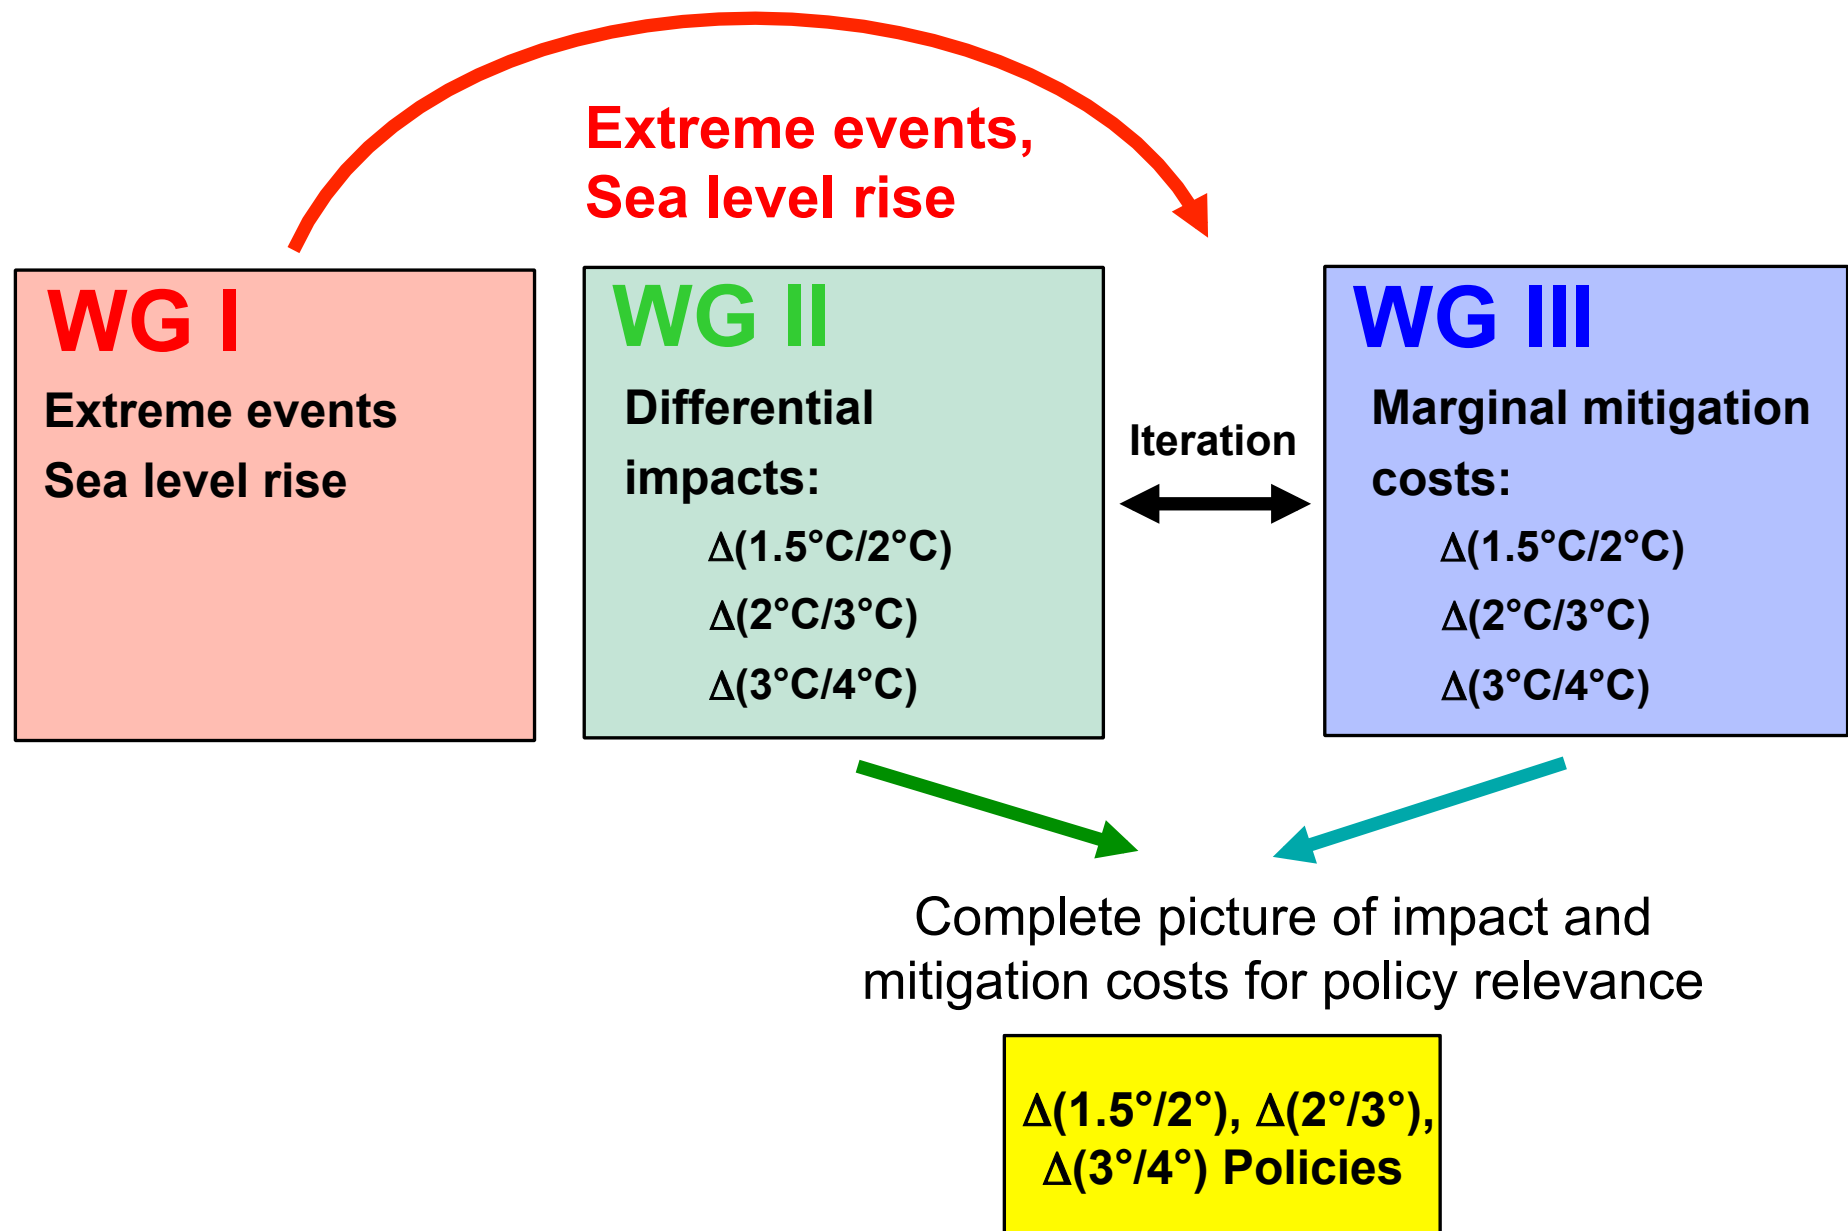 Extreme events,
Sea level rise
WG I
Extreme events
Sea level rise
WG II
Differential
impacts:
Δ(1.5°C/2°C)
Δ(2°C/3°C)
Δ(3°C/4°C)
Iteration
WG III
Marginal mitigation
costs:
Δ(1.5°C/2°C)
Δ(2°C/3°C)
Δ(3°C/4°C)
Complete picture of impact and
mitigation costs for policy relevance
Δ(1.5°/2°), Δ(2°/3°),
Δ(3°/4°) Policies